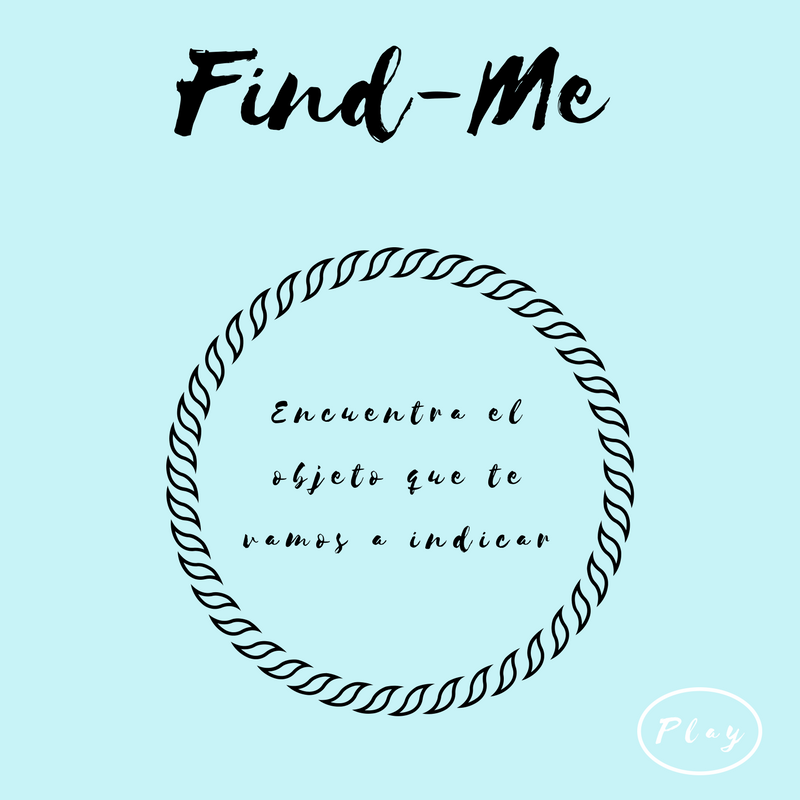 Find-Me
Encuentra el
objeto que te
vamos a indicar
Play